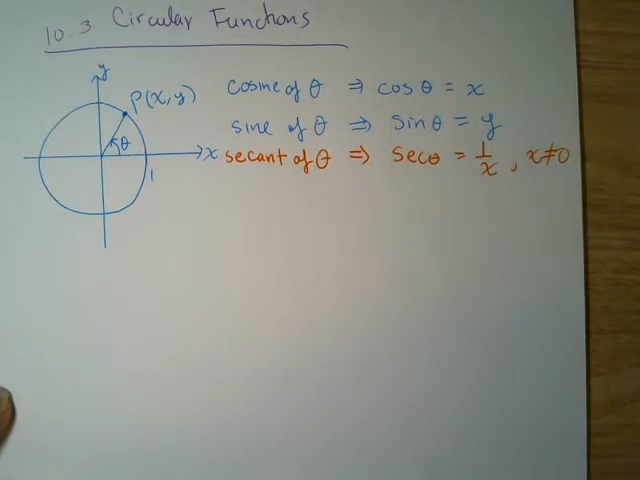 10.3 Circular Functions
y
P(x,y)
θ
x
1
cosine of θ ⇒ cos θ = x
sine of θ ⇒ sin θ = y
secant of θ ⇒ sec θ = 1/x , x≠0